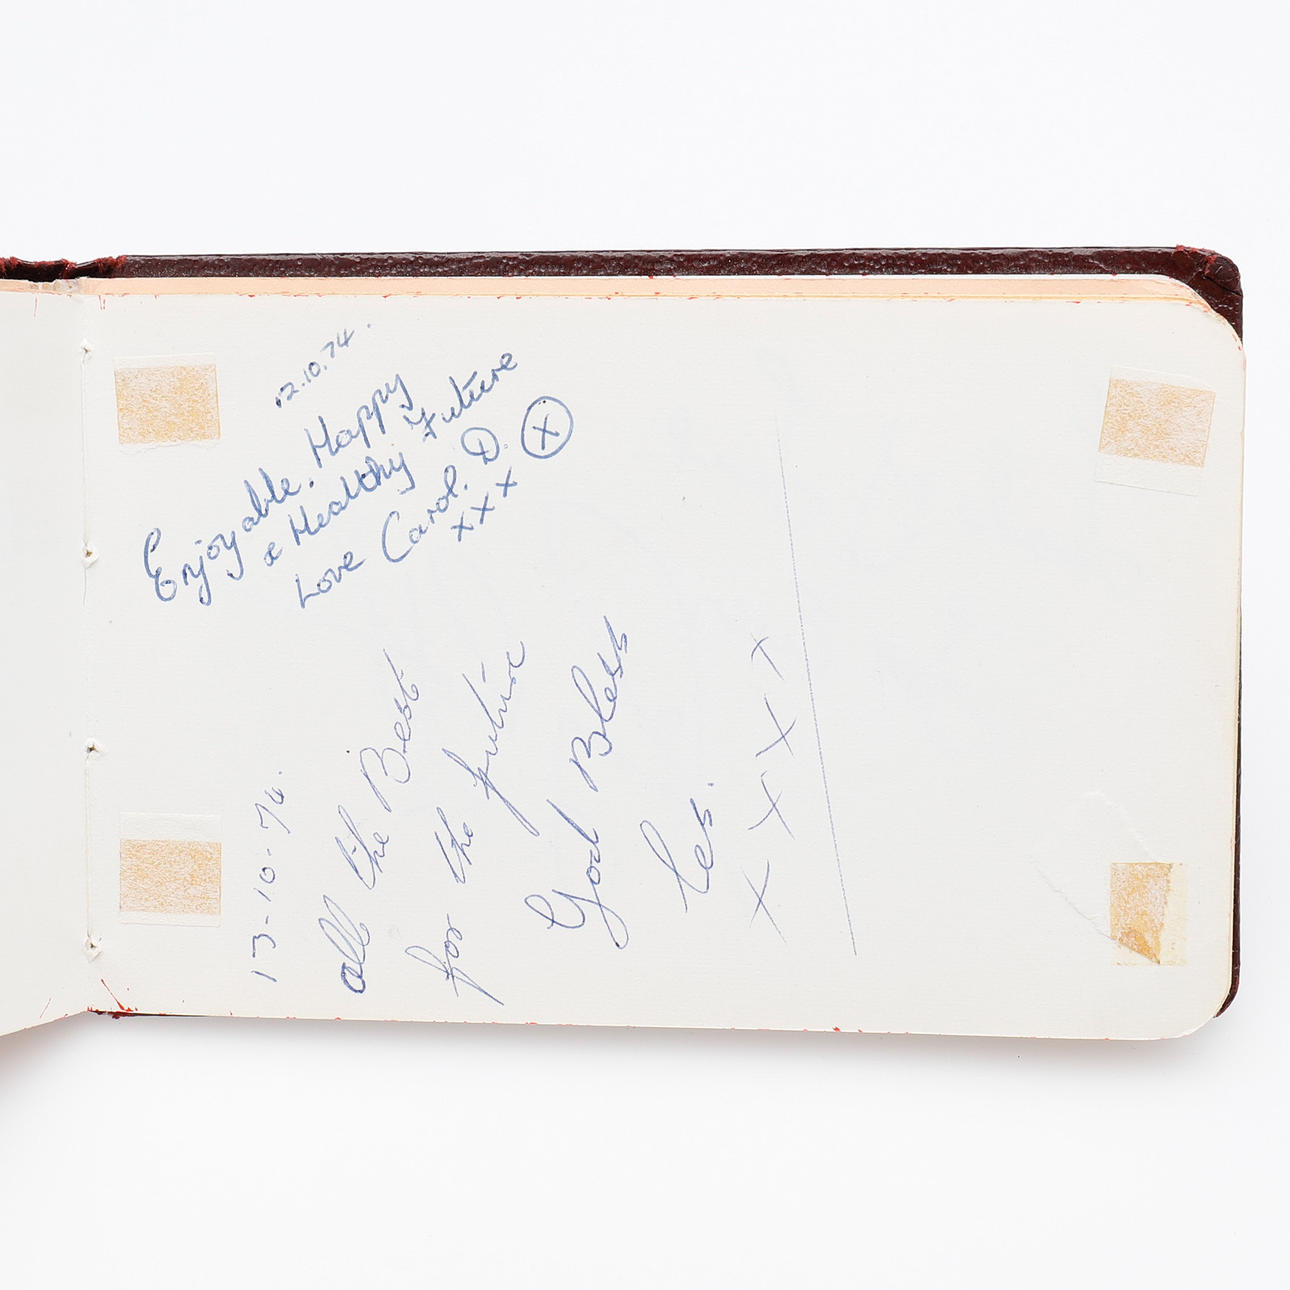 12.10.74.
Enjoyable. Happy
& Healthy Future
Love Carol. D. X
xxx
13-10-74.
all the Best
for the future
God Bless
Les.
X X X X